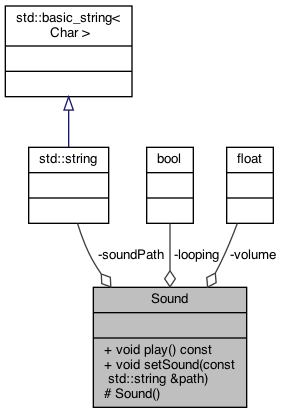 std::basic_string<
Char >
std::string
bool
float
-soundPath
-looping
-volume
Sound
+ void play() const
+ void setSound(const
std::string &path)
# Sound()